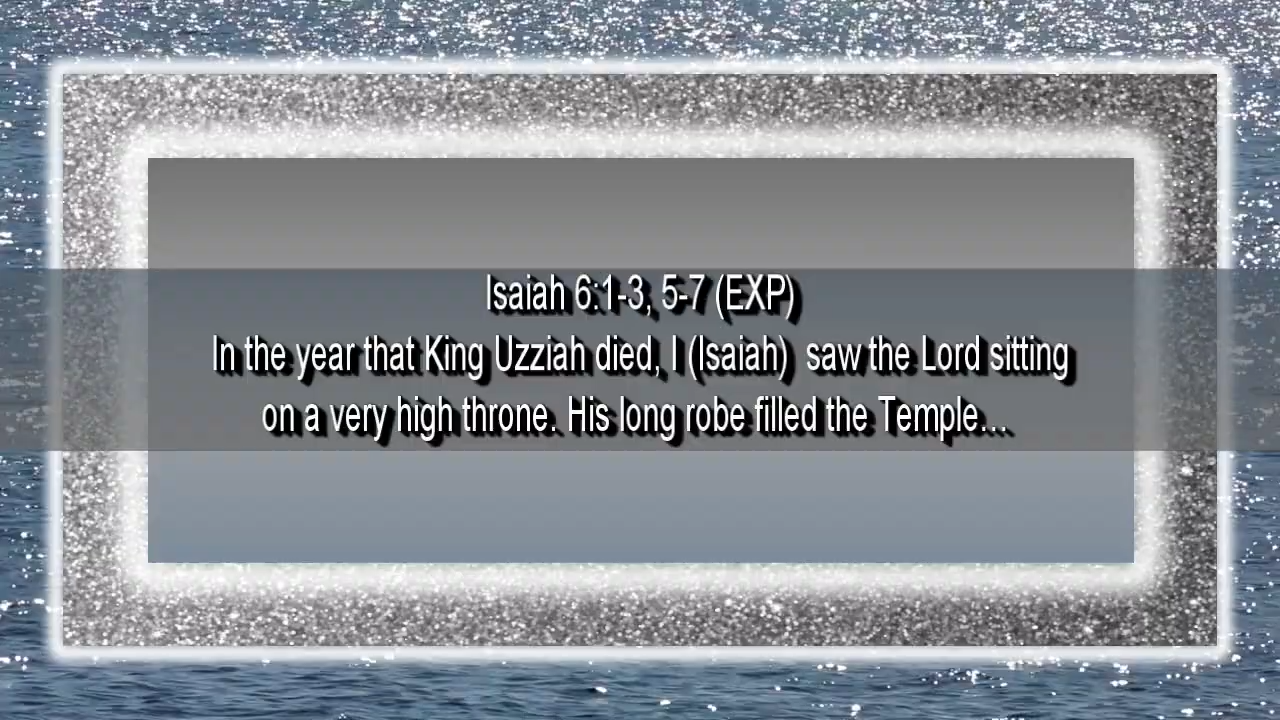 Isaiah 6:1-3, 5-7 (EXP)
In the year that King Uzziah died, I (Isaiah)  saw the Lord sitting
on a very high throne. His long robe filled the Temple…